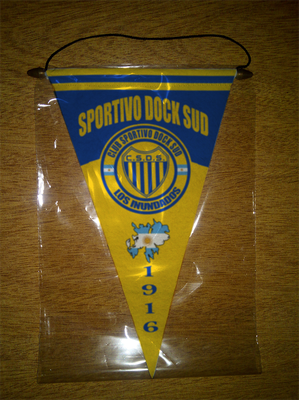 SPORTIVO DOCK SUD
CLUB SPORTIVO DOCK SUD
C.S.D.S.
LOS INUNDADOS
1916